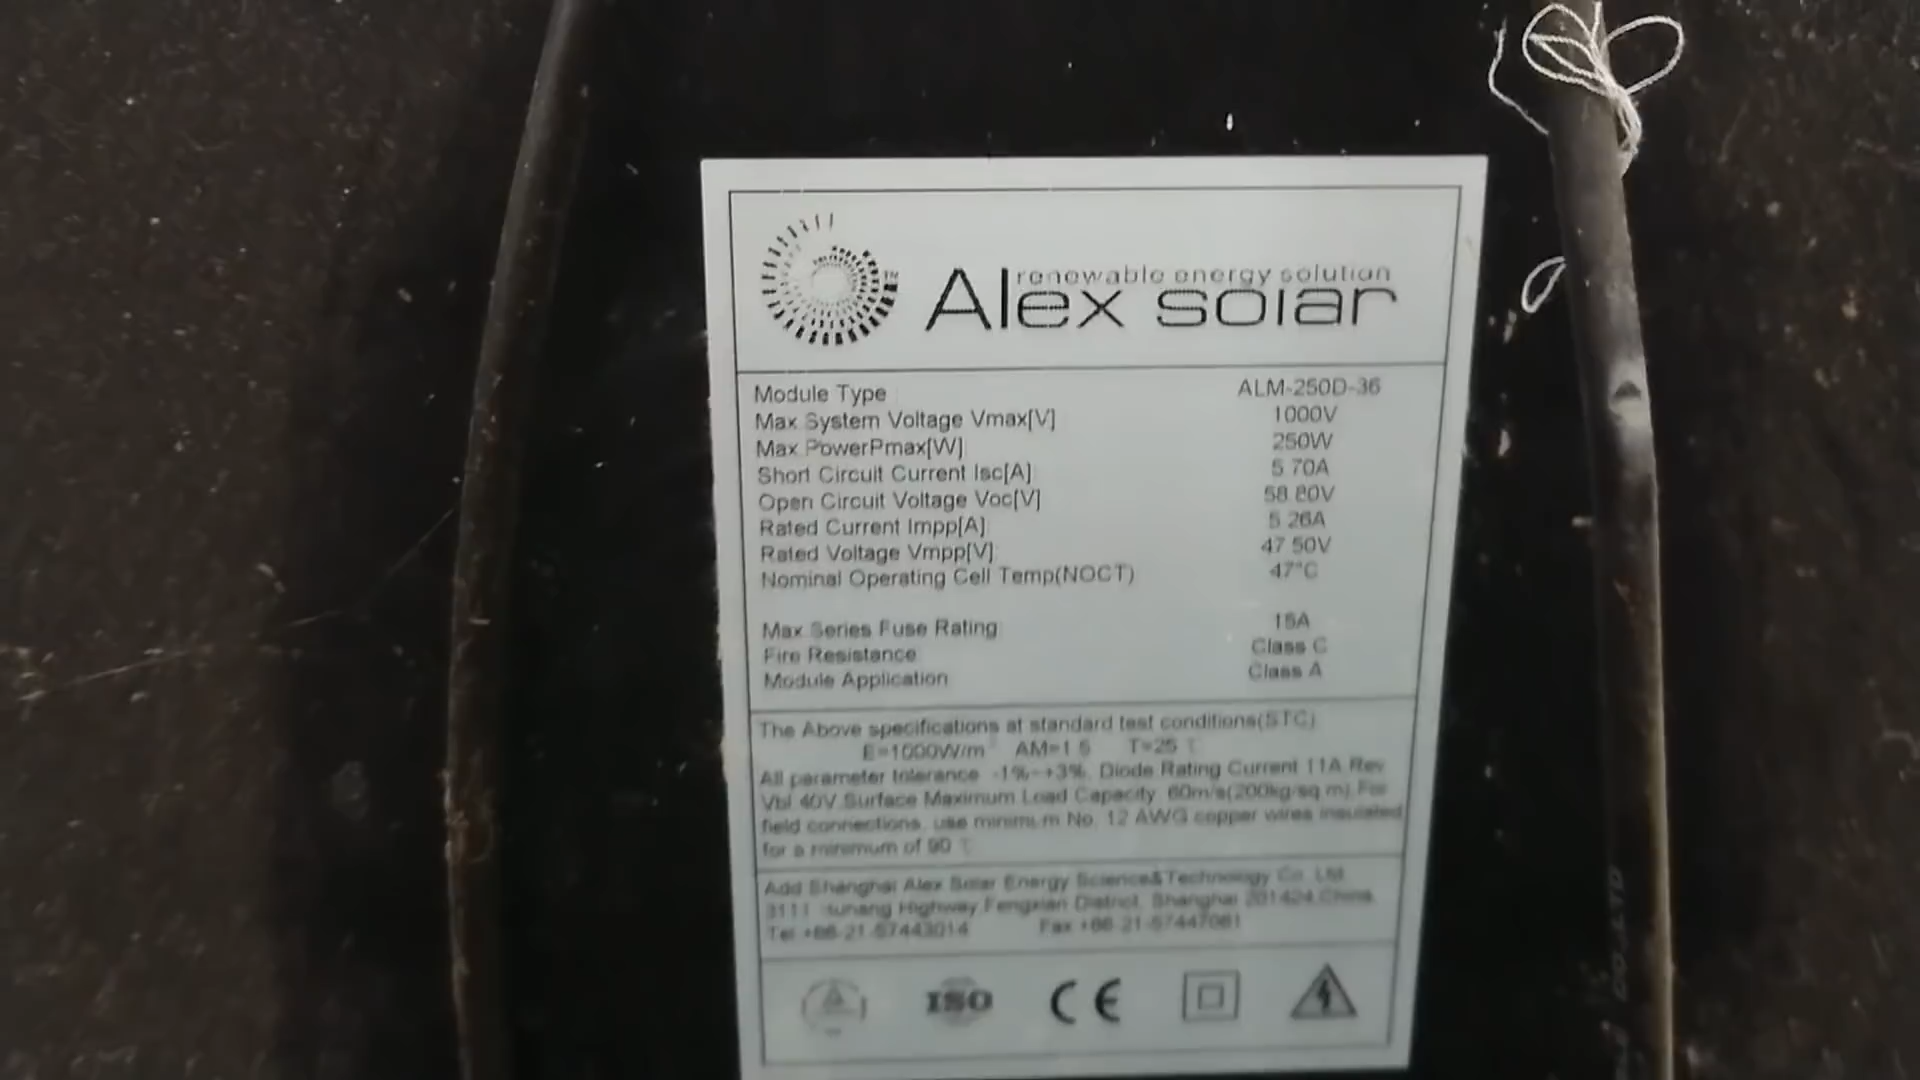 renewable energy solution
Alex solar
TM
Module Type ALM-250D-36
Max System Voltage Vmax[V] 1000V
Max PowerPmax[W] 250W
Short Circuit Current Isc[A] 5.70A
Open Circuit Voltage Voc[V] 58.80V
Rated Current Impp[A] 5.26A
Rated Voltage Vmpp[V] 47.50V
Nominal Operating Cell Temp(NOCT) 47°C
Max Series Fuse Rating 15A
Fire Resistance Class C
Module Application Class A
The Above specifications at standard test conditions(STC)
E=1000W/m² AM=1.5 T=25℃
All parameter tolerance -1%~+3%. Diode Rating Current 11A Rev
Vbl 40V Surface Maximum Load Capacity 60m/s(200kg/sq.m).For
field connections, use minimum No. 12 AWG copper wires insulated
for a minimum of 90℃
Add Shanghai Alex Solar Energy Science&Technology Co. Ltd
3111 Highway,Fengxian District, Shanghai 201424,China
Tel +86-21-57443014 Fax +86-21-57447061
ISO
CE
CO.,LTD